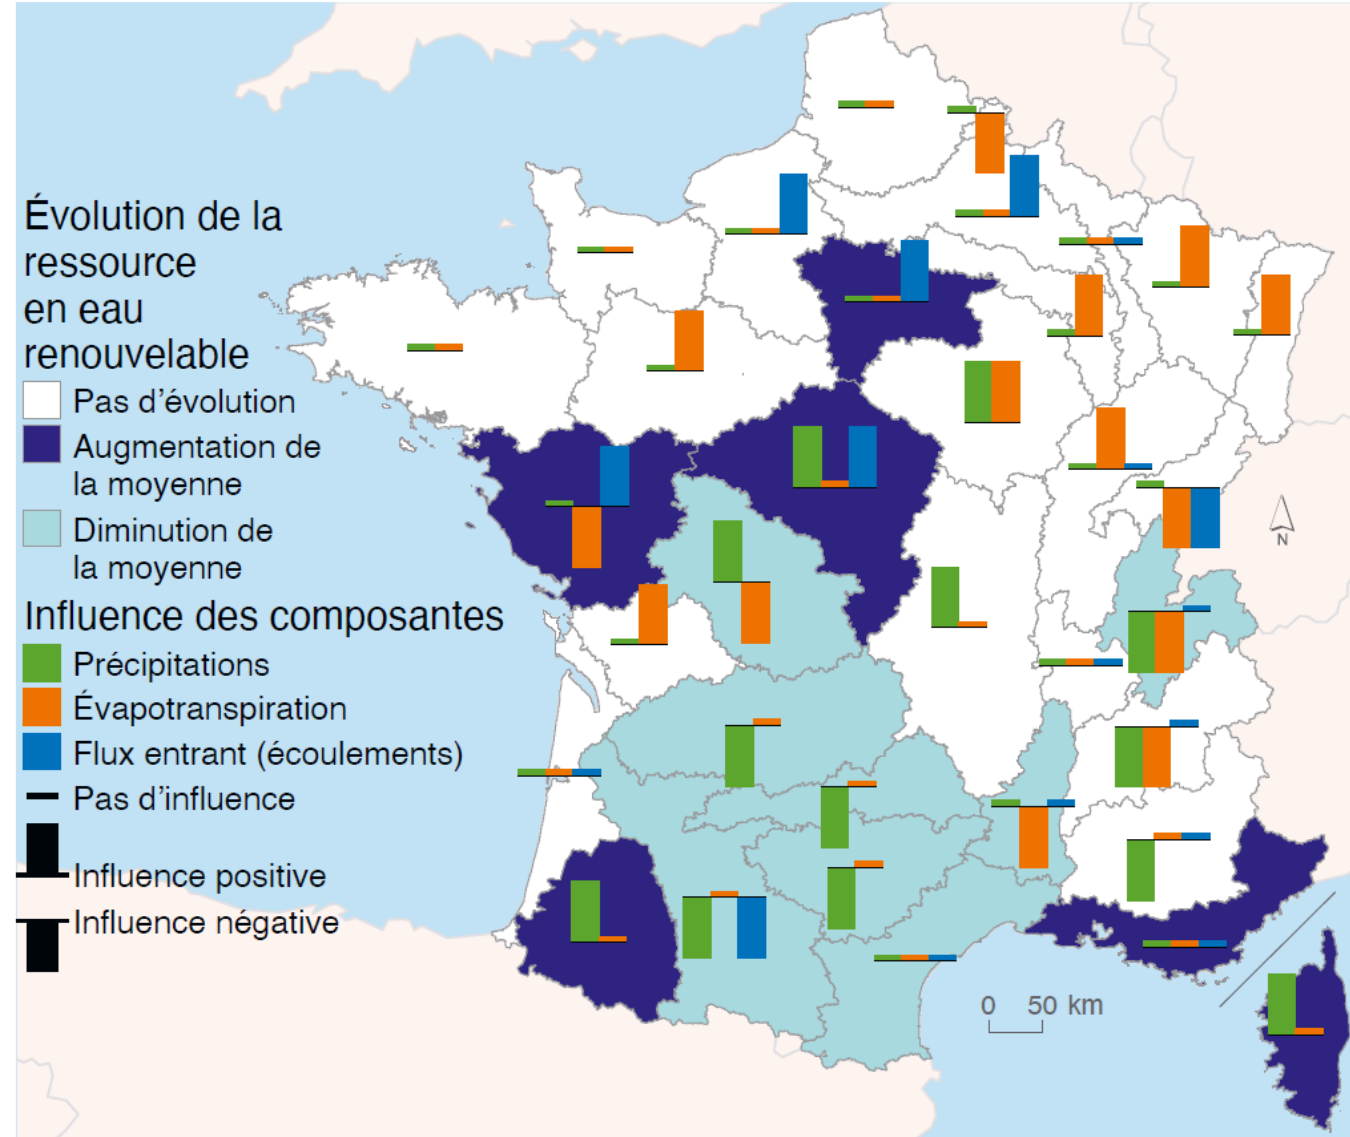 Évolution de la
ressource
en eau
renouvelable
Pas d’évolution
Augmentation de
la moyenne
Diminution de
la moyenne
Influence des composantes
Précipitations
Évapotranspiration
Flux entrant (écoulements)
Pas d’influence
Influence positive
Influence négative
N
0 50 km